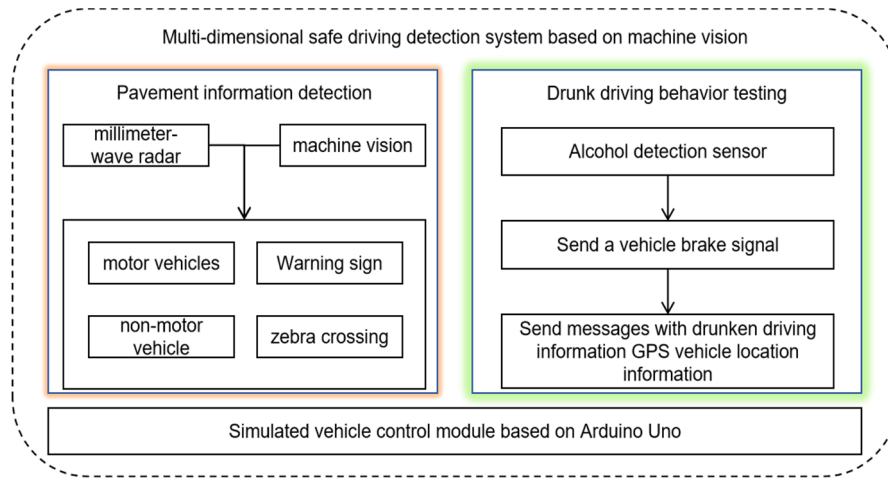 Multi-dimensional safe driving detection system based on machine vision
Pavement information detection
millimeter-
wave radar
machine vision
motor vehicles
Warning sign
non-motor
vehicle
zebra crossing
Drunk driving behavior testing
Alcohol detection sensor
Send a vehicle brake signal
Send messages with drunken driving
information GPS vehicle location
information
Simulated vehicle control module based on Arduino Uno